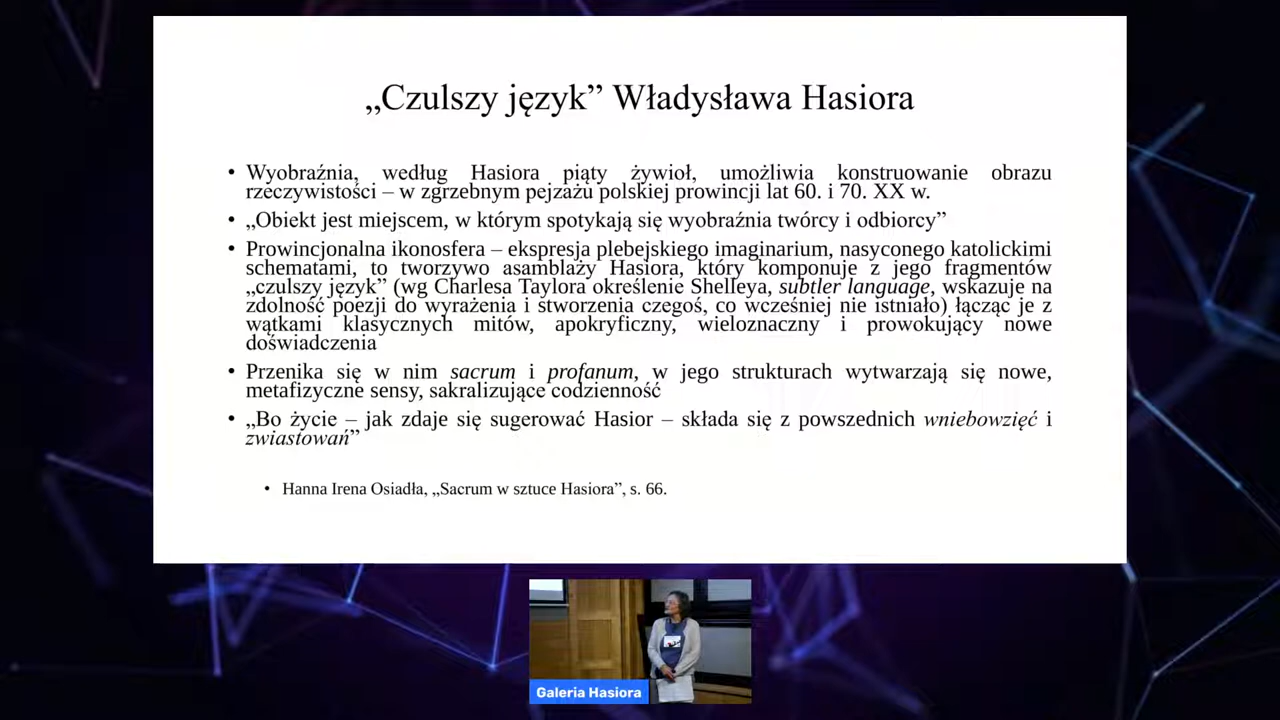 „Czulszy język” Władysława Hasiora
• Wyobraźnia, według Hasiora piąty żywioł, umożliwia konstruowanie obrazu
rzeczywistości – w zgrzebnym pejzażu polskiej prowincji lat 60. i 70. XX w.
• „Obiekt jest miejscem, w którym spotykają się wyobraźnia twórcy i odbiorcy”
• Prowincjonalna ikonosfera – ekspresja plebejskiego imaginarium, nasyconego katolickimi
schematami, to tworzywo asamblaży Hasiora, który komponuje z jego fragmentów
„czulszy język” (wg Charlesa Taylora określenie Shelleya, subtler language, wskazuje na
zdolność poezji do wyrażenia i stworzenia czegoś, co wcześniej nie istniało) łącząc je z
wątkami klasycznych mitów, apokryficzny, wieloznaczny i prowokujący nowe
doświadczenia
• Przenika się w nim sacrum i profanum, w jego strukturach wytwarzają się nowe,
metafizyczne sensy, sakralizujące codzienność
• „Bo życie – jak zdaje się sugerować Hasior – składa się z powszednich wniebowzięć i
zwiastowań”
• Hanna Irena Osiadła, „Sacrum w sztuce Hasiora”, s. 66.
Galeria Hasiora